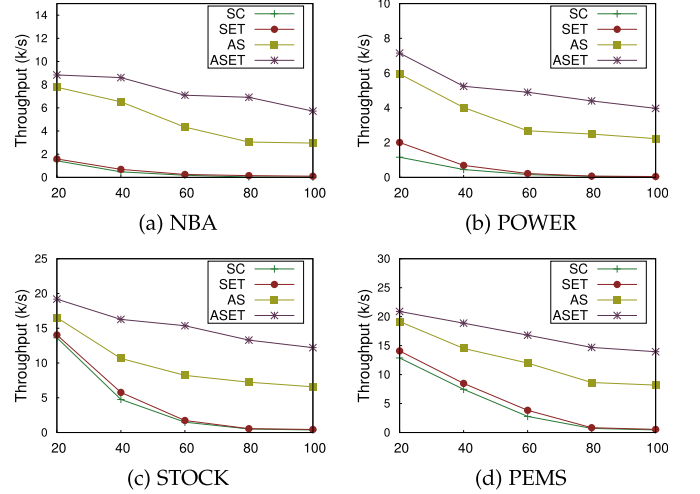 14
12
10
8
6
4
2
0
Throughput (k/s)
SC
SET
AS
ASET
20 40 60 80 100
(a) NBA
10
8
6
4
2
0
Throughput (k/s)
SC
SET
AS
ASET
20 40 60 80 100
(b) POWER
25
20
15
10
5
0
Throughput (k/s)
SC
SET
AS
ASET
20 40 60 80 100
(c) STOCK
30
25
20
15
10
5
0
Throughput (k/s)
SC
SET
AS
ASET
20 40 60 80 100
(d) PEMS